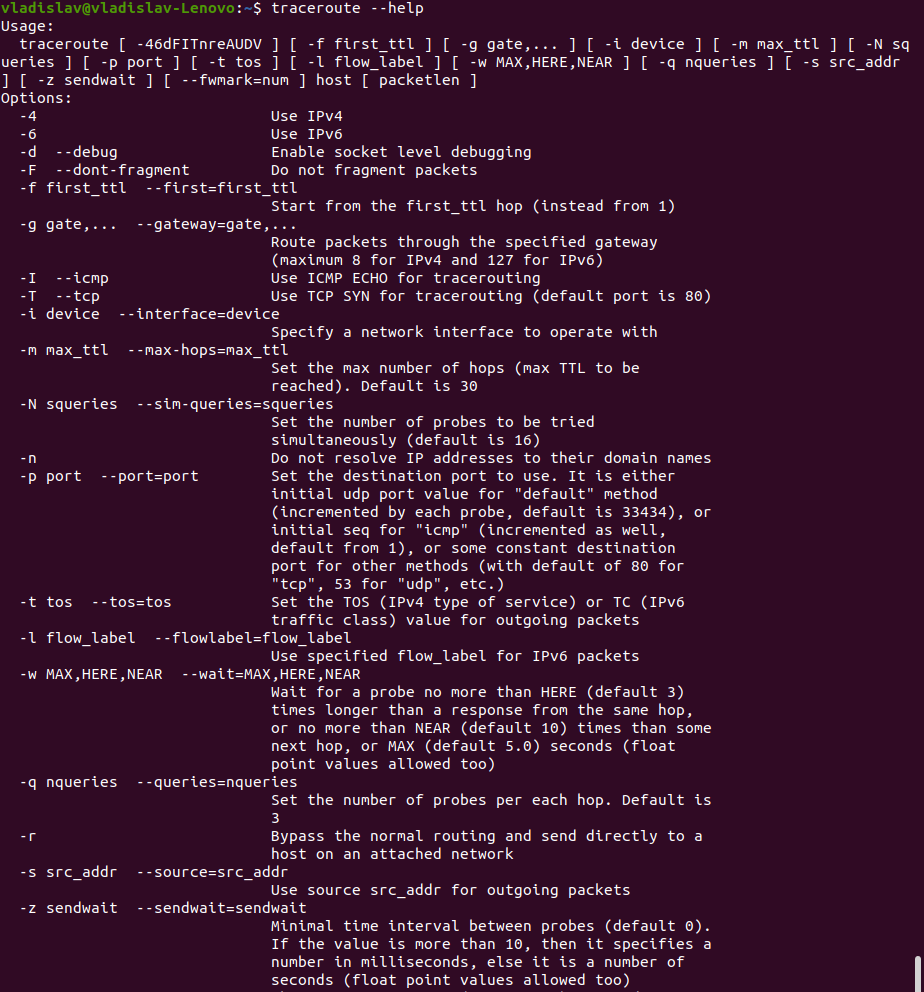 vladislav@vladislav-Lenovo:~$ traceroute --help
Usage:
  traceroute [ -46dFITnreAUDV ] [ -f first_ttl ] [ -g gate,... ] [ -i device ] [ -m max_ttl ] [ -N sq
ueries ] [ -p port ] [ -t tos ] [ -l flow_label ] [ -w MAX,HERE,NEAR ] [ -q nqueries ] [ -s src_addr
] [ -z sendwait ] [ --fwmark=num ] host [ packetlen ]
Options:
  -4                          Use IPv4
  -6                          Use IPv6
  -d  --debug                 Enable socket level debugging
  -F  --dont-fragment         Do not fragment packets
  -f first_ttl  --first=first_ttl
                              Start from the first_ttl hop (instead from 1)
  -g gate,...  --gateway=gate,...
                              Route packets through the specified gateway
                              (maximum 8 for IPv4 and 127 for IPv6)
  -I  --icmp                  Use ICMP ECHO for tracerouting
  -T  --tcp                   Use TCP SYN for tracerouting (default port is 80)
  -i device  --interface=device
                              Specify a network interface to operate with
  -m max_ttl  --max-hops=max_ttl
                              Set the max number of hops (max TTL to be
                              reached). Default is 30
  -N squeries  --sim-queries=squeries
                              Set the number of probes to be tried
                              simultaneously (default is 16)
  -n                          Do not resolve IP addresses to their domain names
  -p port  --port=port        Set the destination port to use. It is either
                              initial udp port value for "default" method
                              (incremented by each probe, default is 33434), or
                              initial seq for "icmp" (incremented as well,
                              default from 1), or some constant destination
                              port for other methods (with default of 80 for
                              "tcp", 53 for "udp", etc.)
  -t tos  --tos=tos           Set the TOS (IPv4 type of service) or TC (IPv6
                              traffic class) value for outgoing packets
  -l flow_label  --flowlabel=flow_label
                              Use specified flow_label for IPv6 packets
  -w MAX,HERE,NEAR  --wait=MAX,HERE,NEAR
                              Wait for a probe no more than HERE (default 3)
                              times longer than a response from the same hop,
                              or no more than NEAR (default 10) times than some
                              next hop, or MAX (default 5.0) seconds (float
                              point values allowed too)
  -q nqueries  --queries=nqueries
                              Set the number of probes per each hop. Default is
                              3
  -r                          Bypass the normal routing and send directly to a
                              host on an attached network
  -s src_addr  --source=src_addr
                              Use source src_addr for outgoing packets
  -z sendwait  --sendwait=sendwait
                              Minimal time interval between probes (default 0).
                              If the value is more than 10, then it specifies a
                              number in milliseconds, else it is a number of
                              seconds (float point values allowed too)